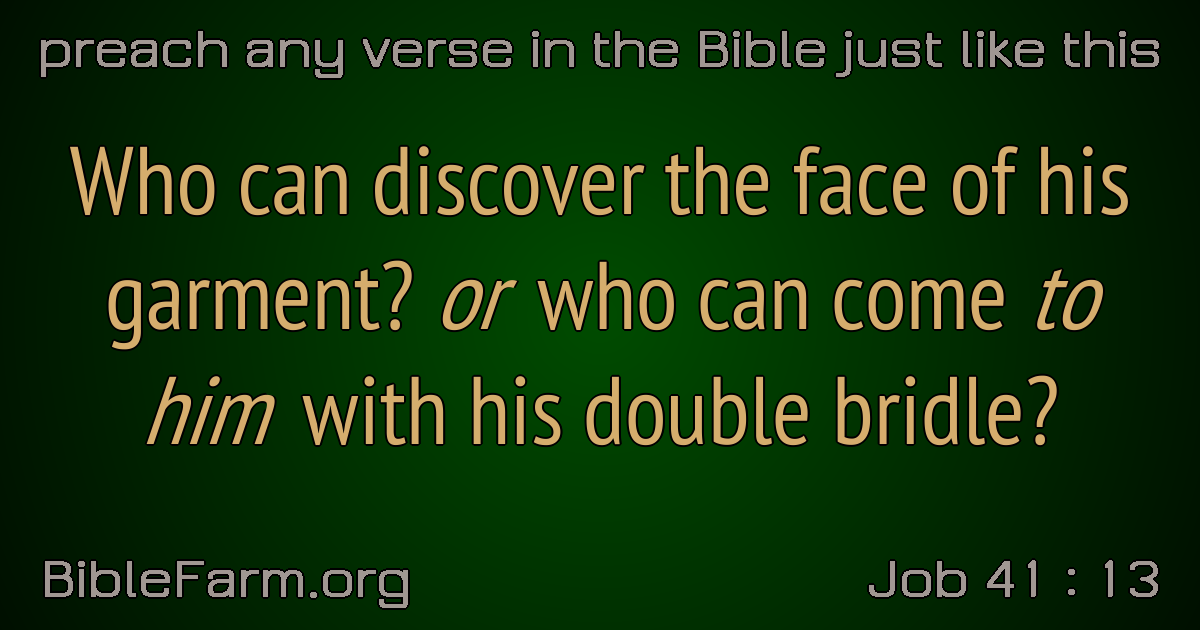 preach any verse in the Bible just like this
Who can discover the face of his
garment? or who can come to
him with his double bridle?
BibleFarm.org
Job 41 : 13